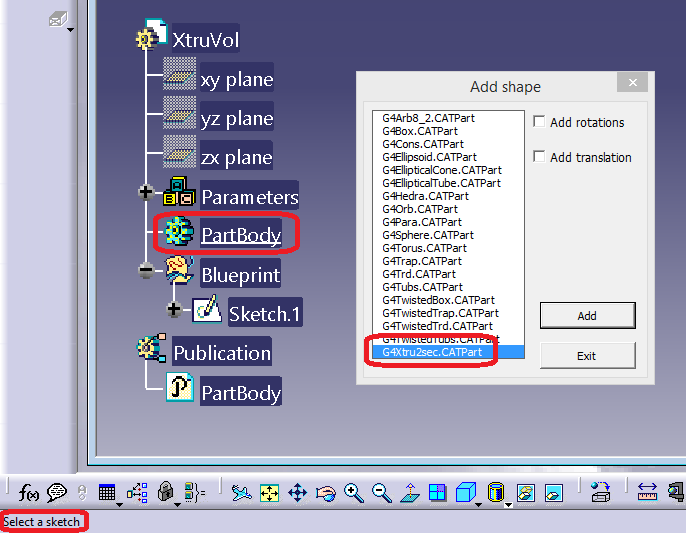 XtruVol
xy plane
yz plane
zx plane
Parameters
PartBody
Blueprint
Sketch.1
Publication
PartBody
Add shape
G4Arb8_2.CATPart
G4Box.CATPart
G4Cons.CATPart
G4Ellipsoid.CATPart
G4EllipticalCone.CATPart
G4EllipticalTube.CATPart
G4Hedra.CATPart
G4Orb.CATPart
G4Para.CATPart
G4Sphere.CATPart
G4Torus.CATPart
G4Trap.CATPart
G4Trd.CATPart
G4Tubs.CATPart
G4TwistedBox.CATPart
G4TwistedTrap.CATPart
G4TwistedTrd.CATPart
G4TwistedTubs.CATPart
G4Xtru2sec.CATPart
Add rotations
Add translation
Add
Exit
f(x)
Select a sketch